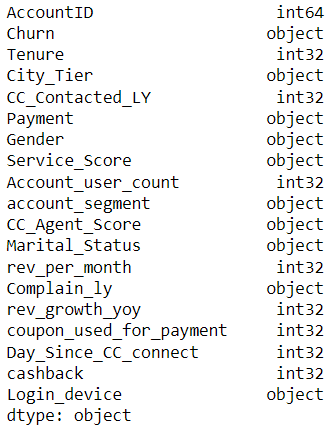 AccountID int64
Churn object
Tenure int32
City_Tier object
CC_Contacted_LY int32
Payment object
Gender object
Service_Score object
Account_user_count int32
account_segment object
CC_Agent_Score object
Marital_Status object
rev_per_month int32
Complain_ly object
rev_growth_yoy int32
coupon_used_for_payment int32
Day_Since_CC_connect int32
cashback int32
Login_device object
dtype: object